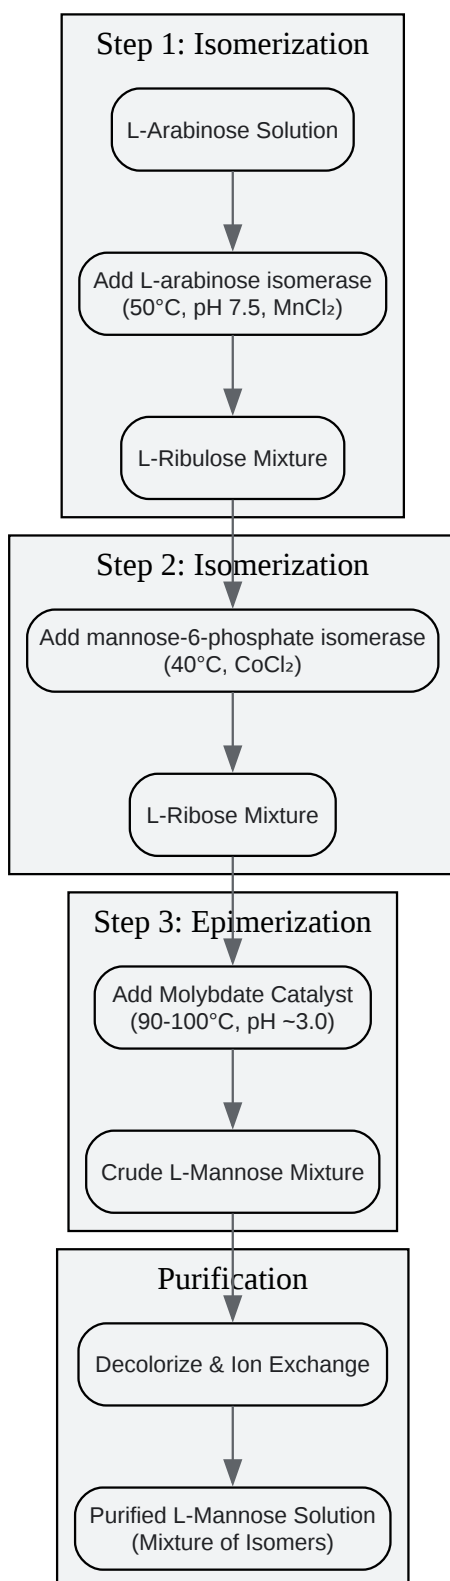 Step 1: Isomerization
L-Arabinose Solution
Add L-arabinose isomerase
(50°C, pH 7.5, MnCl₂)
L-Ribulose Mixture
Step 2: Isomerization
Add mannose-6-phosphate isomerase
(40°C, CoCl₂)
L-Ribose Mixture
Step 3: Epimerization
Add Molybdate Catalyst
(90-100°C, pH ~3.0)
Crude L-Mannose Mixture
Purification
Decolorize & Ion Exchange
Purified L-Mannose Solution
(Mixture of Isomers)